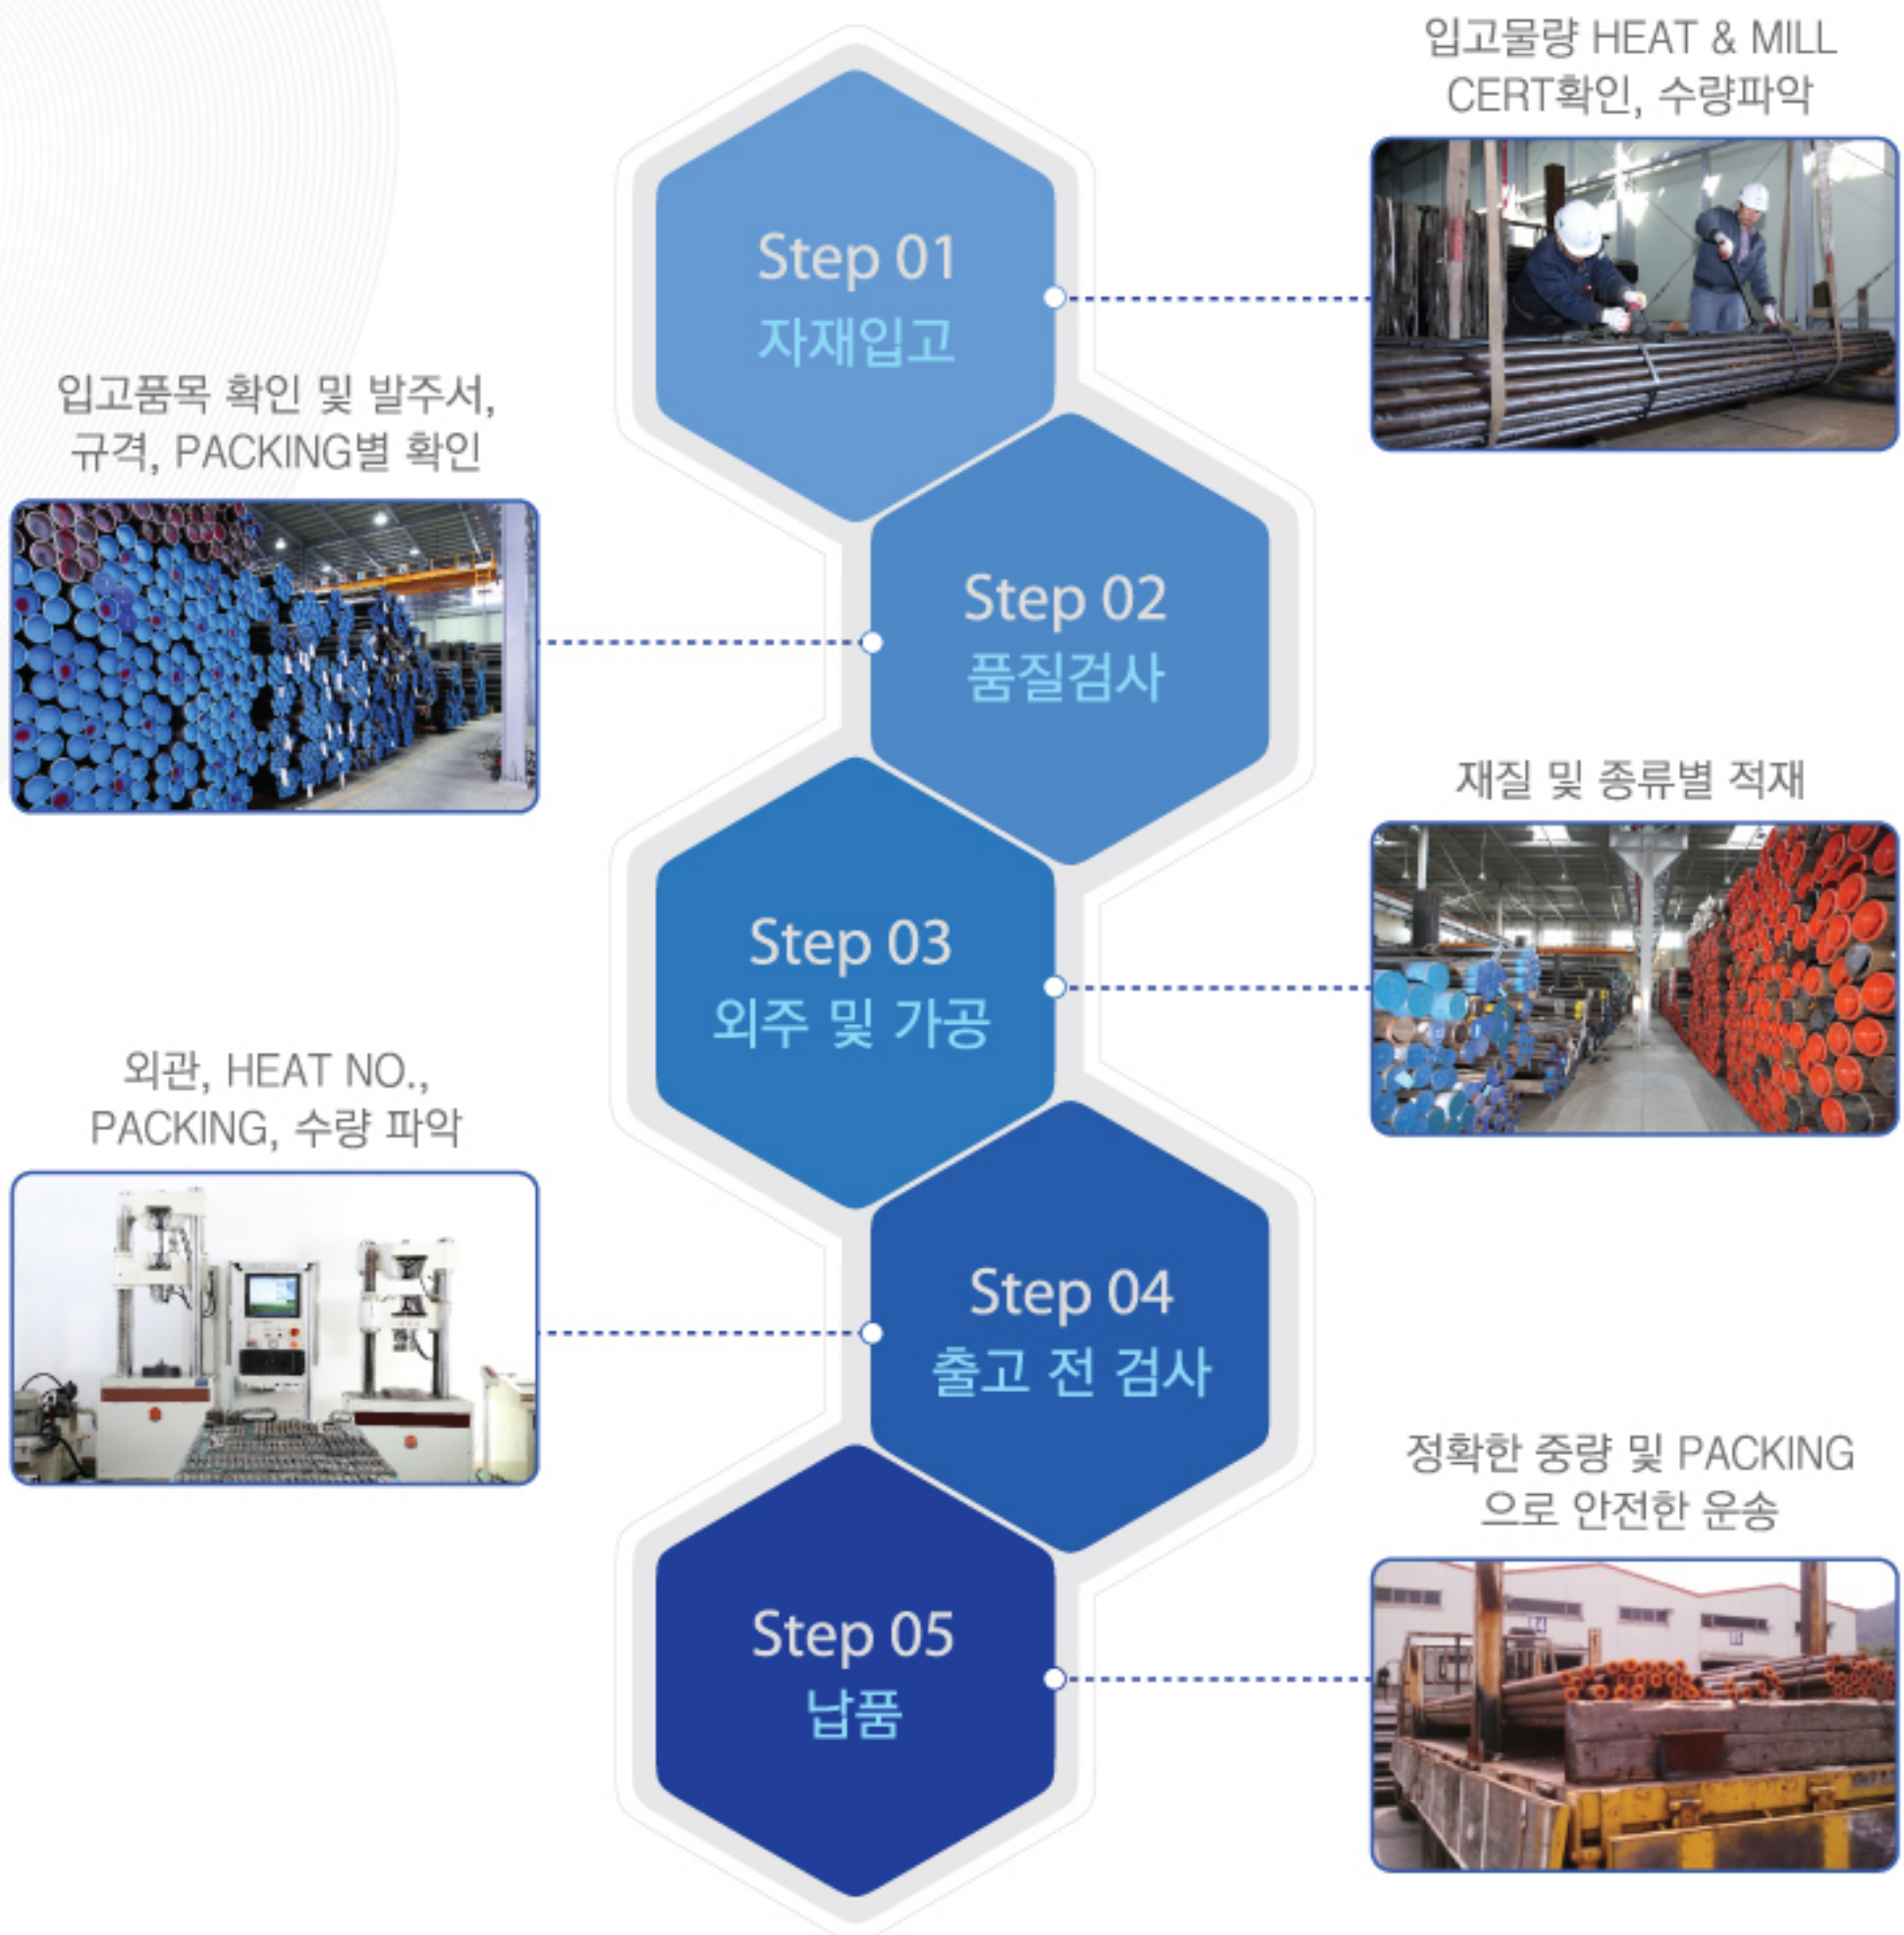 입고물량 HEAT & MILL
CERT확인, 수량파악
Step 01
자재입고
입고품목 확인 및 발주서,
규격, PACKING별 확인
Step 02
품질검사
재질 및 종류별 적재
Step 03
외주 및 가공
외관, HEAT NO.,
PACKING, 수량 파악
Step 04
출고 전 검사
정확한 중량 및 PACKING
으로 안전한 운송
Step 05
납품